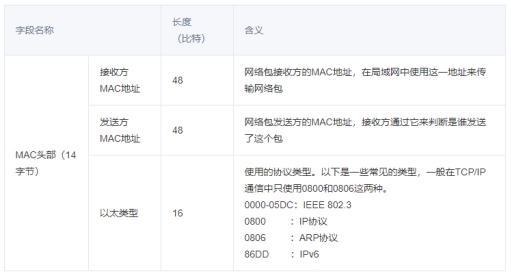 字段名称
长度
（比特）
含义
MAC头部（14
字节）
接收方
MAC地址
48
网络包接收方的MAC地址，在局域网中使用这一地址来传
输网络包
发送方
MAC地址
48
网络包发送方的MAC地址，接收方通过它来判断是谁发送
了这个包
以太类型
16
使用的协议类型。以下是一些常见的类型，一般在TCP/IP
通信中只使用0800和0806这两种。
0000-05DC：IEEE 802.3
0800 ：IP协议
0806 ：ARP协议
86DD ：IPv6